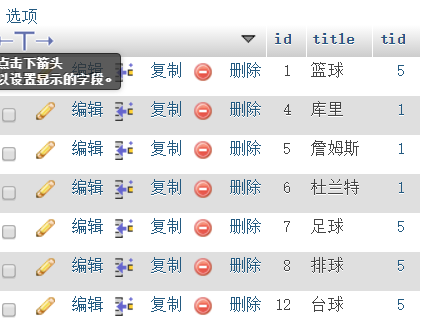 选项
id title tid
点击下箭头
以设置显示的字段。
编辑 复制 删除 1 篮球 5
编辑 复制 删除 4 库里 1
编辑 复制 删除 5 詹姆斯 1
编辑 复制 删除 6 杜兰特 1
编辑 复制 删除 7 足球 5
编辑 复制 删除 8 排球 5
编辑 复制 删除 12 台球 5